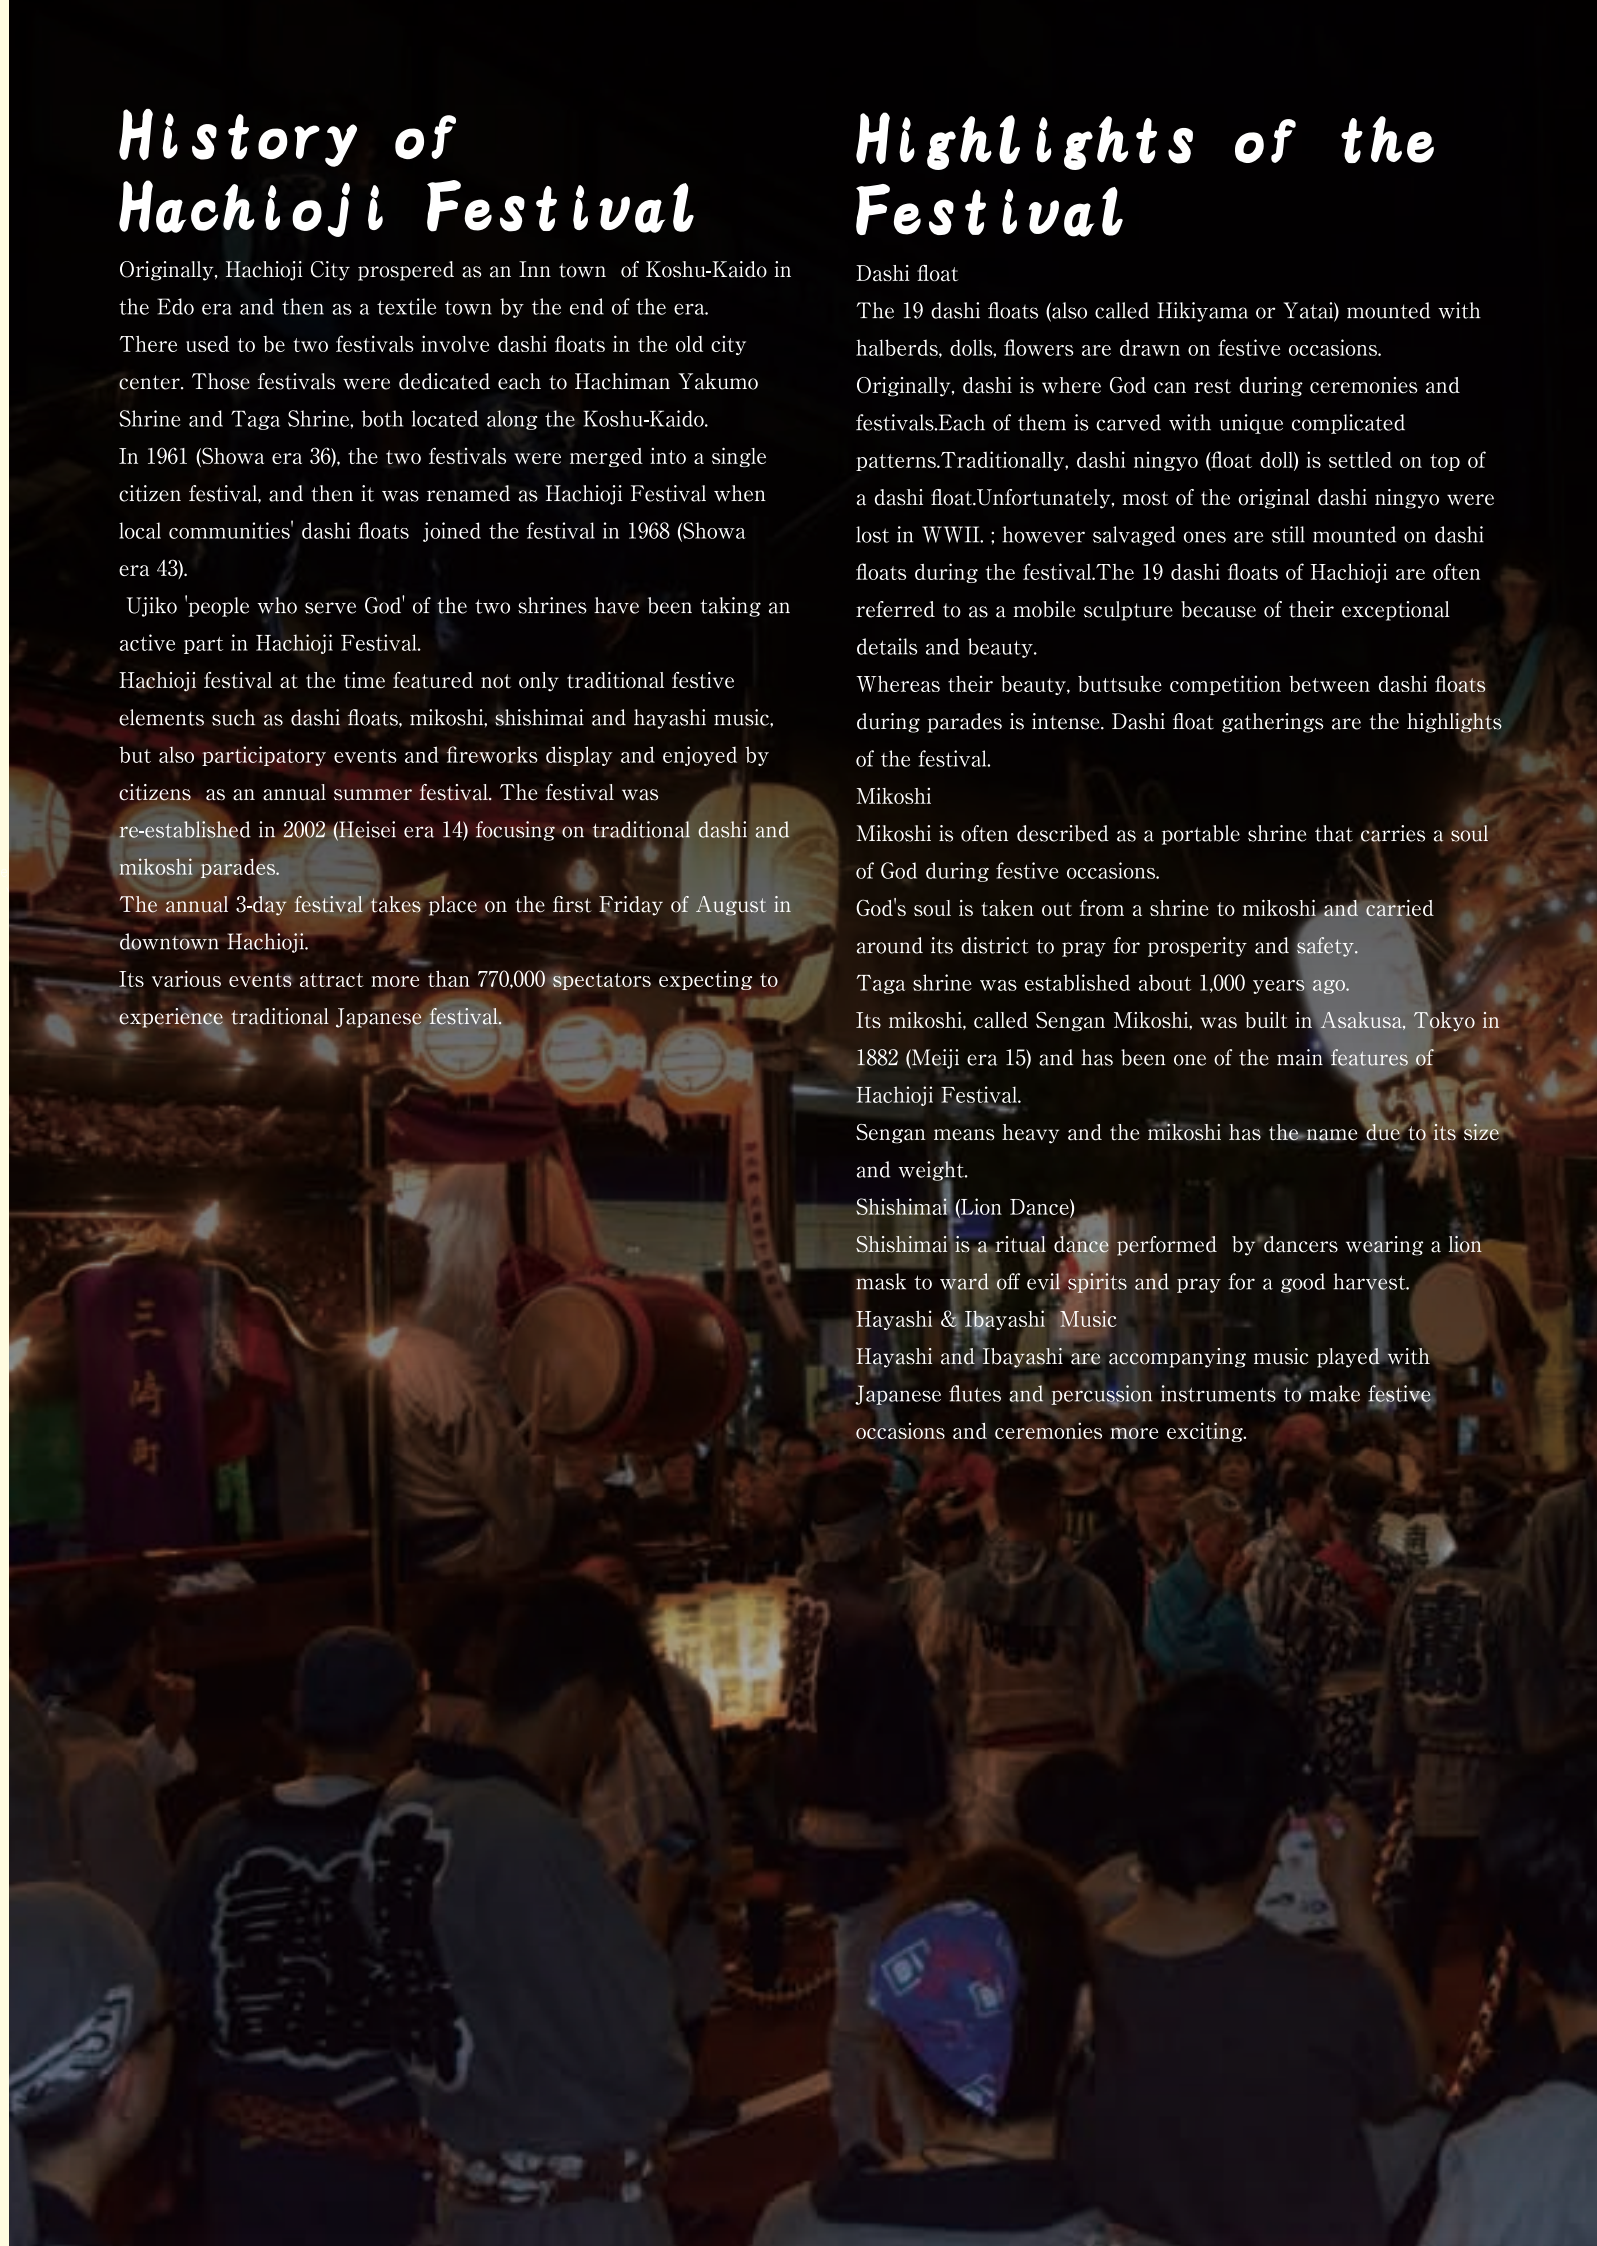 History of
Hachioji Festival
Originally, Hachioji City prospered as an Inn town  of Koshu-Kaido in
the Edo era and then as a textile town by the end of the era.
There used to be two festivals involve dashi floats in the old city
center. Those festivals were dedicated each to Hachiman Yakumo
Shrine and Taga Shrine, both located along the Koshu-Kaido.
In 1961 (Showa era 36), the two festivals were merged into a single
citizen festival, and then it was renamed as Hachioji Festival when
local communities' dashi floats  joined the festival in 1968 (Showa
era 43).
Ujiko 'people who serve God' of the two shrines have been taking an
active part in Hachioji Festival.
Hachioji festival at the time featured not only traditional festive
elements such as dashi floats, mikoshi, shishimai and hayashi music,
but also participatory events and fireworks display and enjoyed by
citizens  as an annual summer festival. The festival was
re-established in 2002 (Heisei era 14) focusing on traditional dashi and
mikoshi parades.
The annual 3-day festival takes place on the first Friday of August in
downtown Hachioji.
Its various events attract more than 770,000 spectators expecting to
experience traditional Japanese festival.
Highlights of the
Festival
Dashi float
The 19 dashi floats (also called Hikiyama or Yatai) mounted with
halberds, dolls, flowers are drawn on festive occasions.
Originally, dashi is where God can rest during ceremonies and
festivals.Each of them is carved with unique complicated
patterns.Traditionally, dashi ningyo (float doll) is settled on top of
a dashi float.Unfortunately, most of the original dashi ningyo were
lost in WWII. ; however salvaged ones are still mounted on dashi
floats during the festival.The 19 dashi floats of Hachioji are often
referred to as a mobile sculpture because of their exceptional
details and beauty.
Whereas their beauty, buttsuke competition between dashi floats
during parades is intense. Dashi float gatherings are the highlights
of the festival.
Mikoshi
Mikoshi is often described as a portable shrine that carries a soul
of God during festive occasions.
God's soul is taken out from a shrine to mikoshi and carried
around its district to pray for prosperity and safety.
Taga shrine was established about 1,000 years ago.
Its mikoshi, called Sengan Mikoshi, was built in Asakusa, Tokyo in
1882 (Meiji era 15) and has been one of the main features of
Hachioji Festival.
Sengan means heavy and the mikoshi has the name due to its size
and weight.
Shishimai (Lion Dance)
Shishimai is a ritual dance performed  by dancers wearing a lion
mask to ward off evil spirits and pray for a good harvest.
Hayashi & Ibayashi  Music
Hayashi and Ibayashi are accompanying music played with
Japanese flutes and percussion instruments to make festive
occasions and ceremonies more exciting.
三崎町